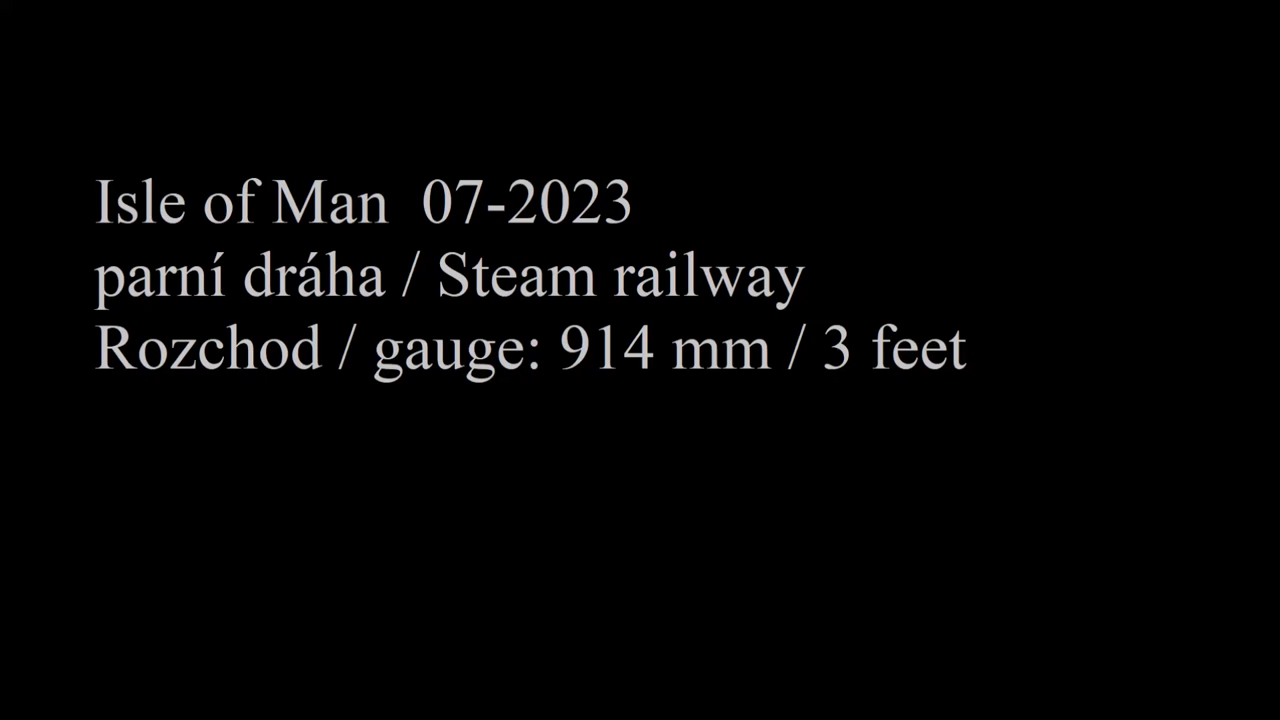 Isle of Man  07-2023
parní dráha / Steam railway
Rozchod / gauge: 914 mm / 3 feet